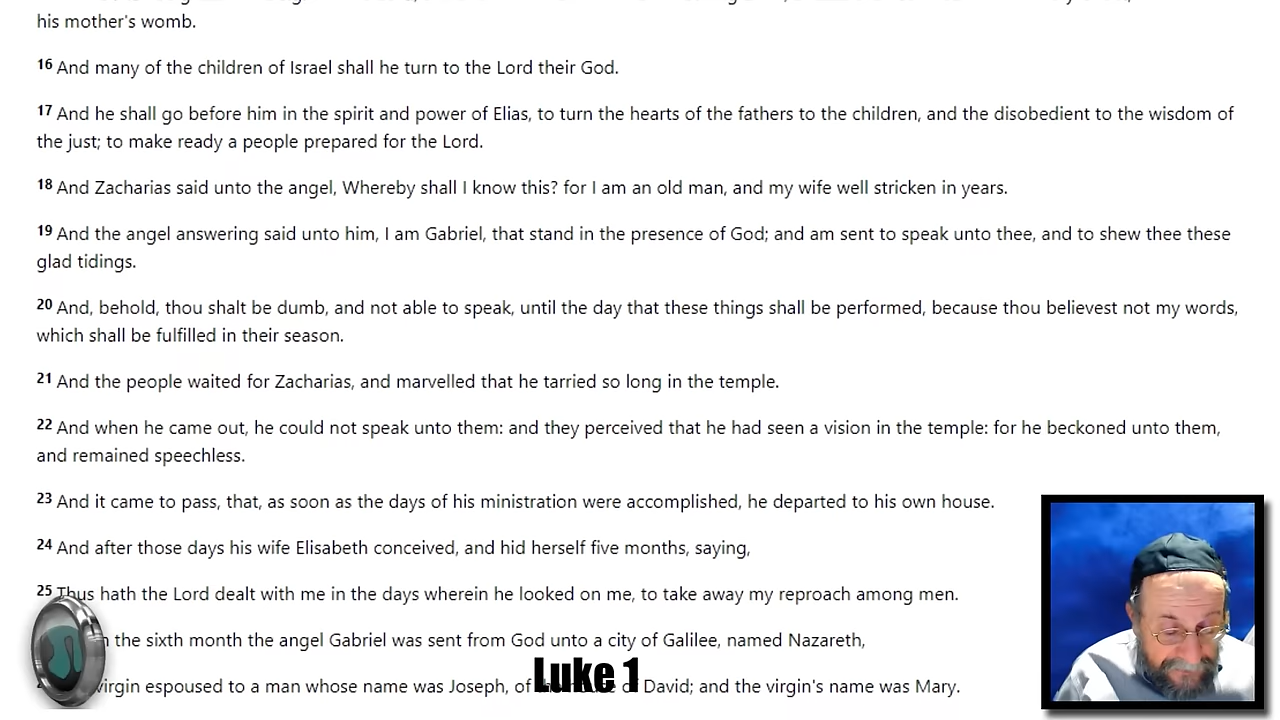 his mother's womb.
16 And many of the children of Israel shall he turn to the Lord their God.
17 And he shall go before him in the spirit and power of Elias, to turn the hearts of the fathers to the children, and the disobedient to the wisdom of
the just; to make ready a people prepared for the Lord.
18 And Zacharias said unto the angel, Whereby shall I know this? for I am an old man, and my wife well stricken in years.
19 And the angel answering said unto him, I am Gabriel, that stand in the presence of God; and am sent to speak unto thee, and to shew thee these
glad tidings.
20 And, behold, thou shalt be dumb, and not able to speak, until the day that these things shall be performed, because thou believest not my words,
which shall be fulfilled in their season.
21 And the people waited for Zacharias, and marvelled that he tarried so long in the temple.
22 And when he came out, he could not speak unto them: and they perceived that he had seen a vision in the temple: for he beckoned unto them,
and remained speechless.
23 And it came to pass, that, as soon as the days of his ministration were accomplished, he departed to his own house.
24 And after those days his wife Elisabeth conceived, and hid herself five months, saying,
25 Thus hath the Lord dealt with me in the days wherein he looked on me, to take away my reproach among men.
the sixth month the angel Gabriel was sent from God unto a city of Galilee, named Nazareth,
virgin espoused to a man whose name was Joseph, of David; and the virgin's name was Mary.
Luke 1